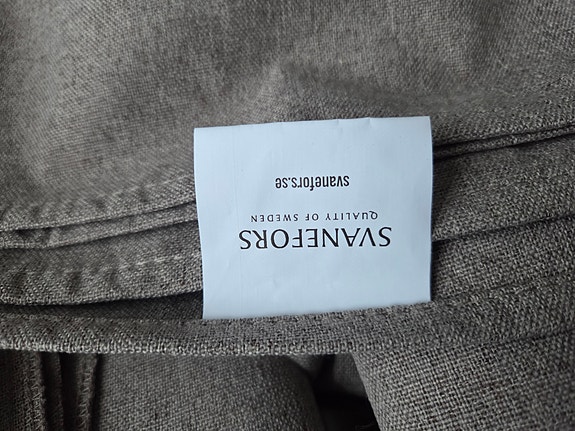 SVANEFORS
QUALITY OF SWEDEN
svanefors.se